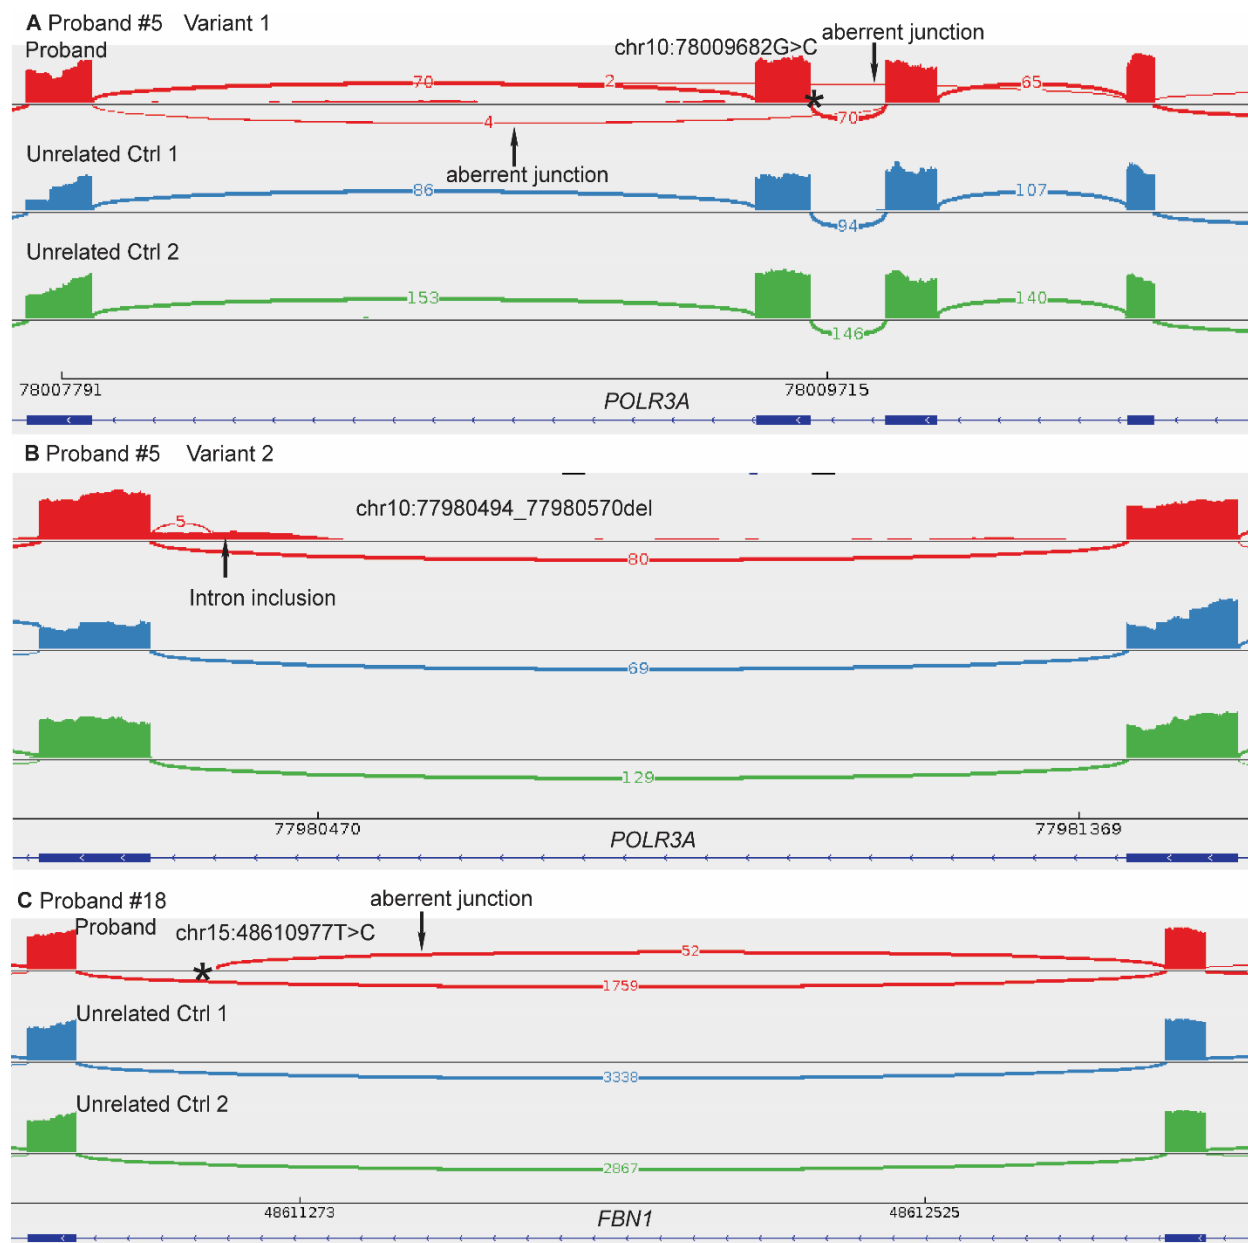 A Proband #5 Variant 1
Proband
chr10:78009682G>C
aberrent junction
70 2 65
* 70
4
aberrent junction
Unrelated Ctrl 1
86 107
94
Unrelated Ctrl 2
153 140
146
78007791 78009715
POLR3A
B Proband #5 Variant 2
chr10:77980494_77980570del
5
80
Intron inclusion
69
129
77980470 77981369
POLR3A
C Proband #18
aberrent junction
Proband
chr15:48610977T>C
52
*
1759
Unrelated Ctrl 1
3338
Unrelated Ctrl 2
2867
48611273 48612525
FBN1